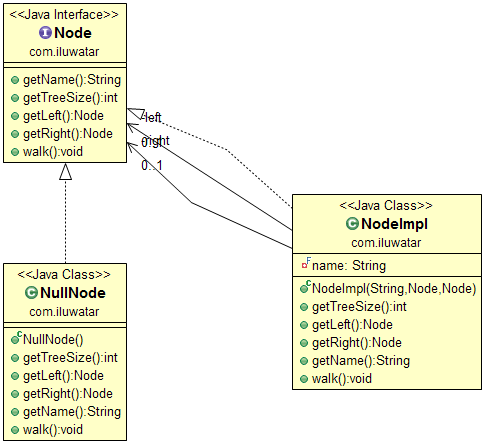 <<Java Interface>>
Node
com.iluwatar
getName():String
getTreeSize():int
getLeft():Node
getRight():Node
walk():void
-left
-right
0..1
<<Java Class>>
NodeImpl
com.iluwatar
name: String
NodeImpl(String,Node,Node)
getTreeSize():int
getLeft():Node
getRight():Node
getName():String
walk():void
<<Java Class>>
NullNode
com.iluwatar
NullNode()
getTreeSize():int
getLeft():Node
getRight():Node
getName():String
walk():void